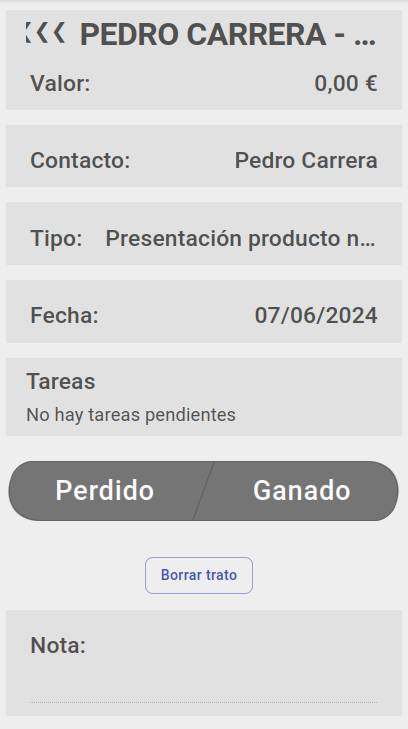 PEDRO CARRERA - ...
Valor: 0,00 €
Contacto: Pedro Carrera
Tipo: Presentación producto n...
Fecha: 07/06/2024
Tareas
No hay tareas pendientes
Perdido Ganado
Borrar trato
Nota: